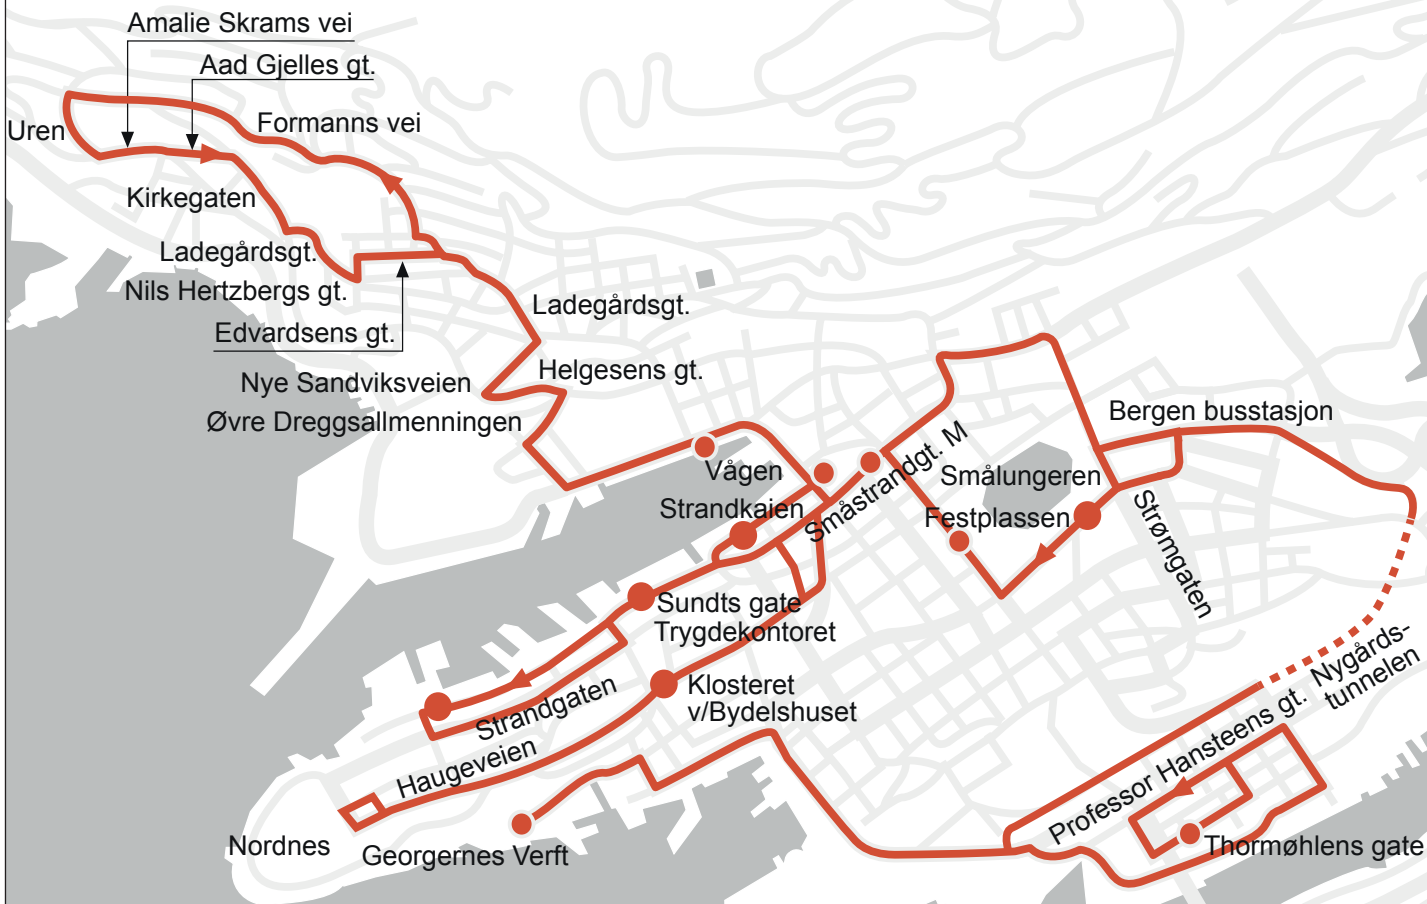 Amalie Skrams vei
Aad Gjelles gt.
Formanns vei
Uren
Kirkegaten
Ladegårdsgt.
Nils Hertzbergs gt.
Edvardsens gt.
Ladegårdsgt.
Helgesens gt.
Nye Sandviksveien
Øvre Dreggsallmenningen
Bergen busstasjon
Vågen
Småstrandgt. M
Smålungeren
Strandkaien
Festplassen
Strømgaten
Sundts gate
Trygdekontoret
Klosteret
v/Bydelshuset
Strandgaten
Haugeveien
Nordnes
Georgernes Verft
Professor Hansteens gt.
Nygårds-
tunnelen
Thormøhlens gate